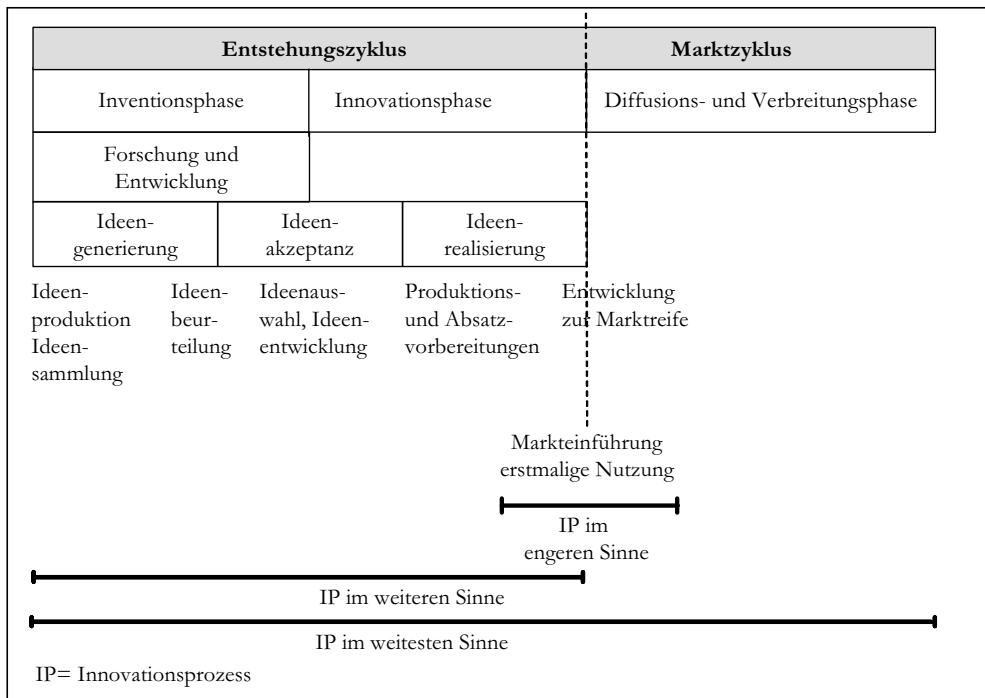 Entstehungszyklus
Marktzyklus
Inventionsphase
Innovationsphase
Diffusions- und Verbreitungsphase
Forschung und
Entwicklung
Ideen-
generierung
Ideen-
akzeptanz
Ideen-
realisierung
Ideen-
produktion
Ideen-
sammlung
Ideen-
beur-
teilung
Ideenaus-
wahl, Ideen-
entwicklung
Produktions-
und Absatz-
vorbereitungen
Entwicklung
zur Marktreife
Markteinführung
erstmalige Nutzung
IP im
engeren Sinne
IP im weiteren Sinne
IP im weitesten Sinne
IP= Innovationsprozess